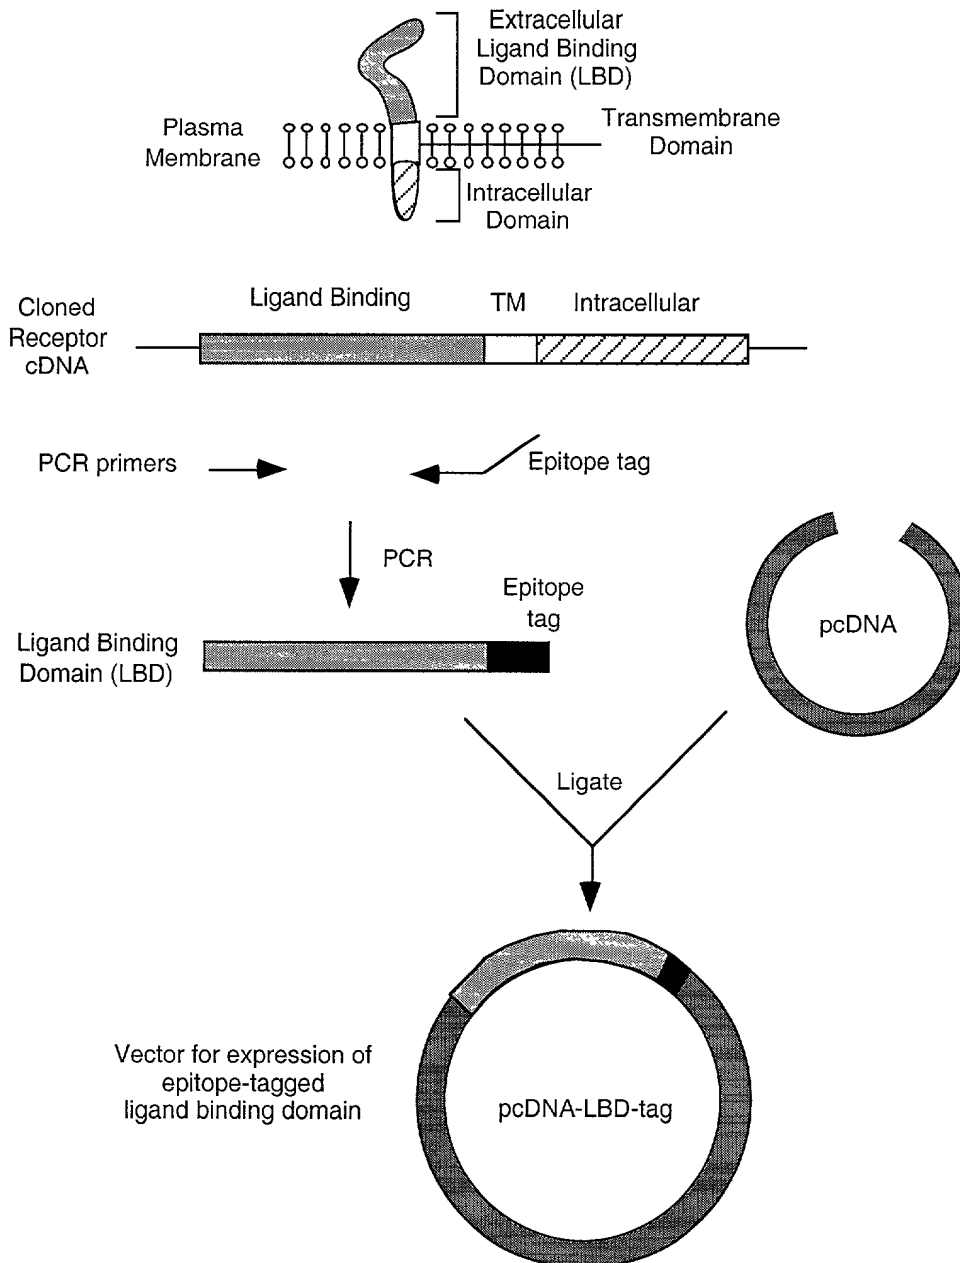 Extracellular
Ligand Binding
Domain (LBD)
Plasma
Membrane
Transmembrane
Domain
Intracellular
Domain
Cloned
Receptor
cDNA
Ligand Binding
TM
Intracellular
PCR primers
Epitope tag
PCR
Epitope
tag
Ligand Binding
Domain (LBD)
pcDNA
Ligate
Vector for expression of
epitope-tagged
ligand binding domain
pcDNA-LBD-tag